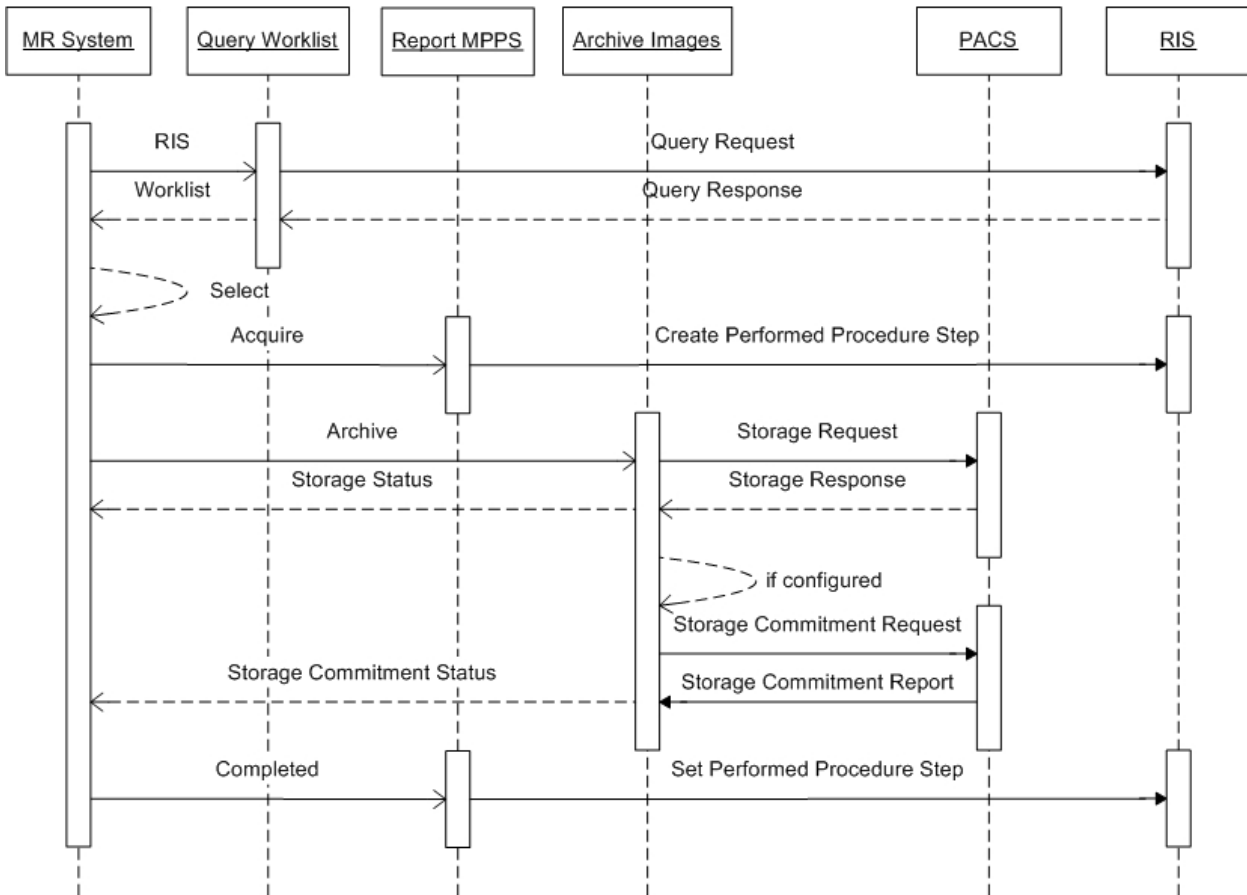 MR System
Query Worklist
Report MPPS
Archive Images
PACS
RIS
RIS
Query Request
Worklist
Query Response
Select
Acquire
Create Performed Procedure Step
Archive
Storage Request
Storage Status
Storage Response
if configured
Storage Commitment Request
Storage Commitment Status
Storage Commitment Report
Completed
Set Performed Procedure Step